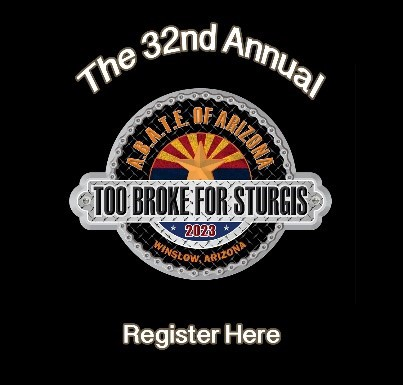 The 32nd Annual
A.B.A.T.E. OF ARIZONA
TOO BROKE FOR STURGIS
2023
WINSLOW, ARIZONA
Register Here